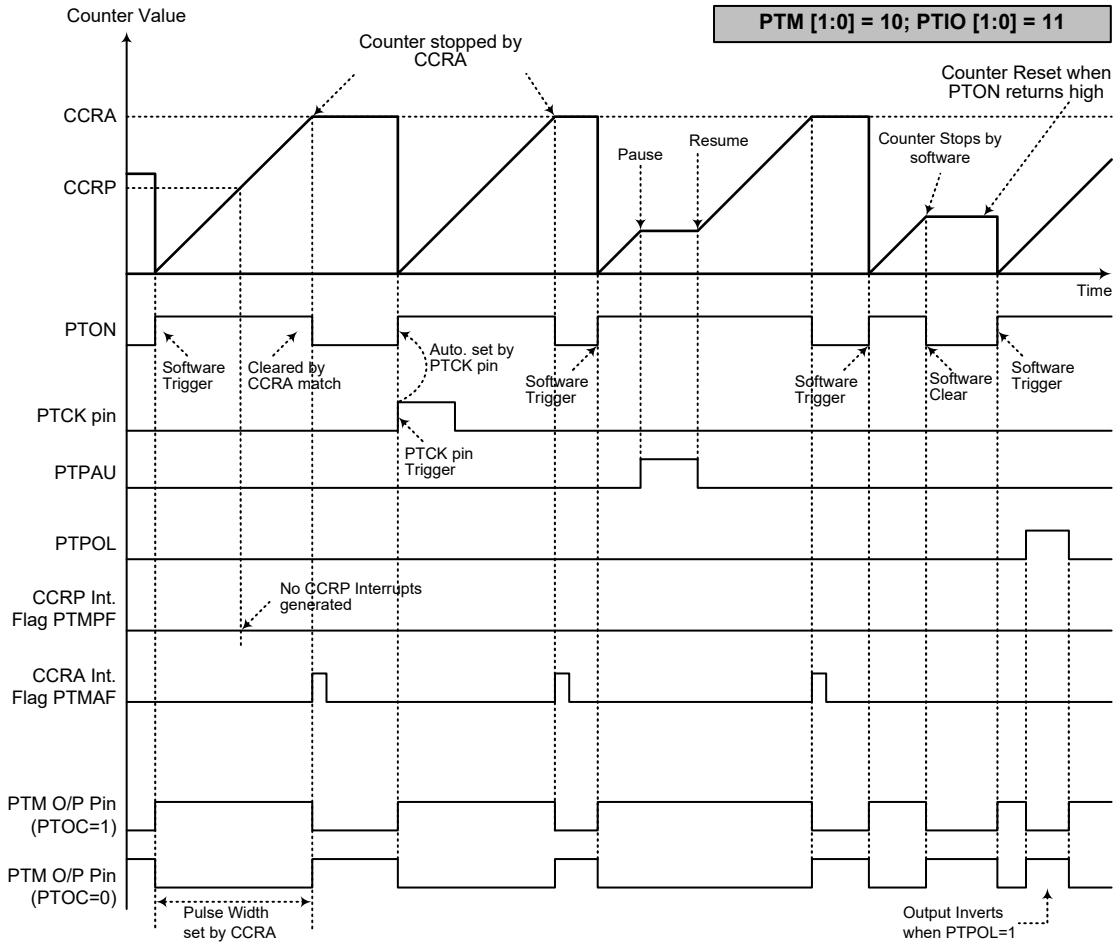 Counter Value
PTM [1:0] = 10; PTIO [1:0] = 11
Counter stopped by
CCRA
Counter Reset when
PTON returns high
CCRA
Pause
Resume
Counter Stops by
software
CCRP
Time
PTON
Software
Trigger
Cleared by
CCRA match
Auto. set by
PTCK pin
Software
Trigger
Software
Trigger
Software
Clear
Software
Trigger
PTCK pin
PTCK pin
Trigger
PTPAU
PTPOL
CCRP Int.
Flag PTMPF
No CCRP Interrupts
generated
CCRA Int.
Flag PTMAF
PTM O/P Pin
(PTOC=1)
PTM O/P Pin
(PTOC=0)
Pulse Width
set by CCRA
Output Inverts
when PTPOL=1